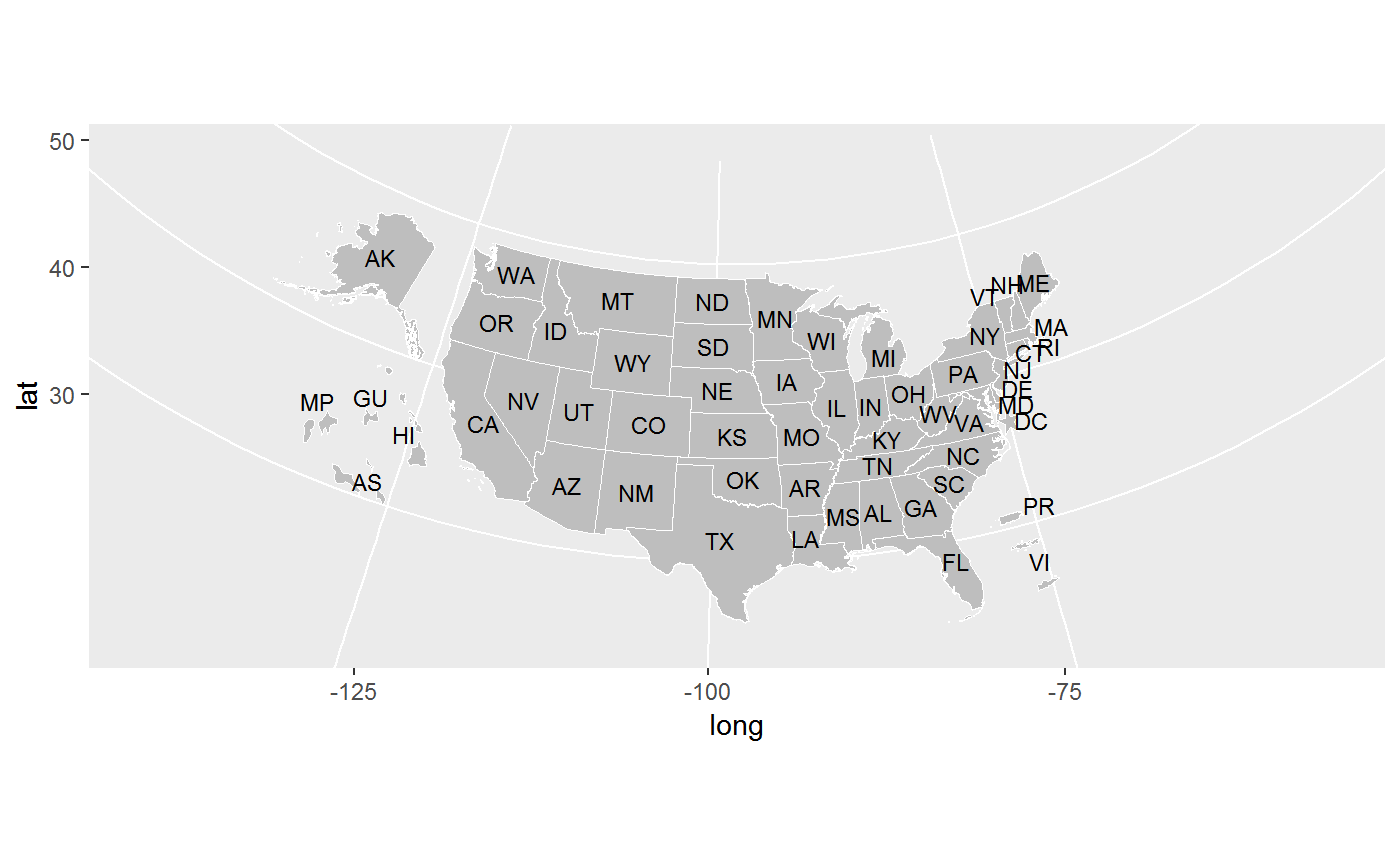 50
40
30
lat
AK
WA
MT
ND
MN
OR
ID
SD
WI
WY
NE
IA
MI
NY
VT
NH
ME
MA
RI
CT
NJ
DE
MD
DC
PA
OH
IN
IL
WV
VA
NV
UT
CO
KS
MO
KY
CA
AZ
NM
OK
AR
TN
NC
SC
MS
AL
GA
TX
LA
FL
MP
GU
HI
AS
PR
VI
-125
-100
-75
long